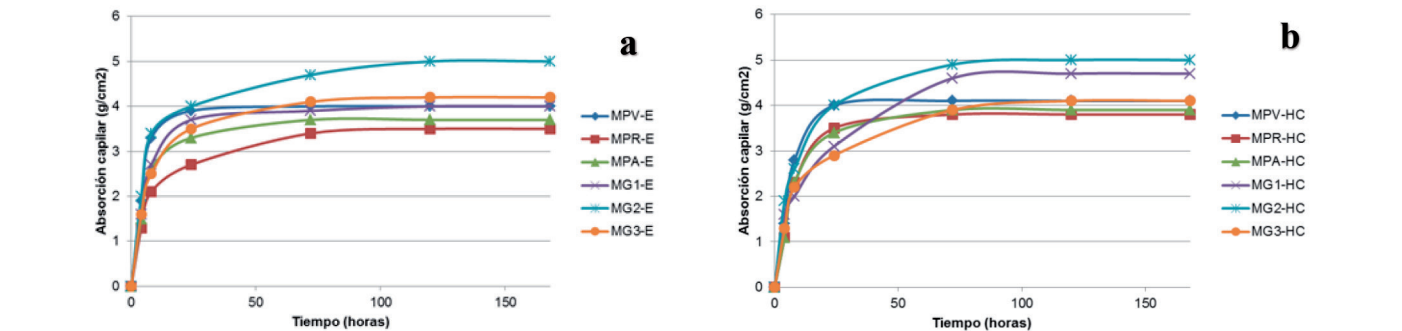 a
Absorción capilar (g/cm2)
6
5
4
3
2
1
0
0 50 100 150
Tiempo (horas)
MPV-E
MPR-E
MPA-E
MG1-E
MG2-E
MG3-E
b
Absorción capilar (g/cm2)
6
5
4
3
2
1
0
0 50 100 150
Tiempo (horas)
MPV-HC
MPR-HC
MPA-HC
MG1-HC
MG2-HC
MG3-HC